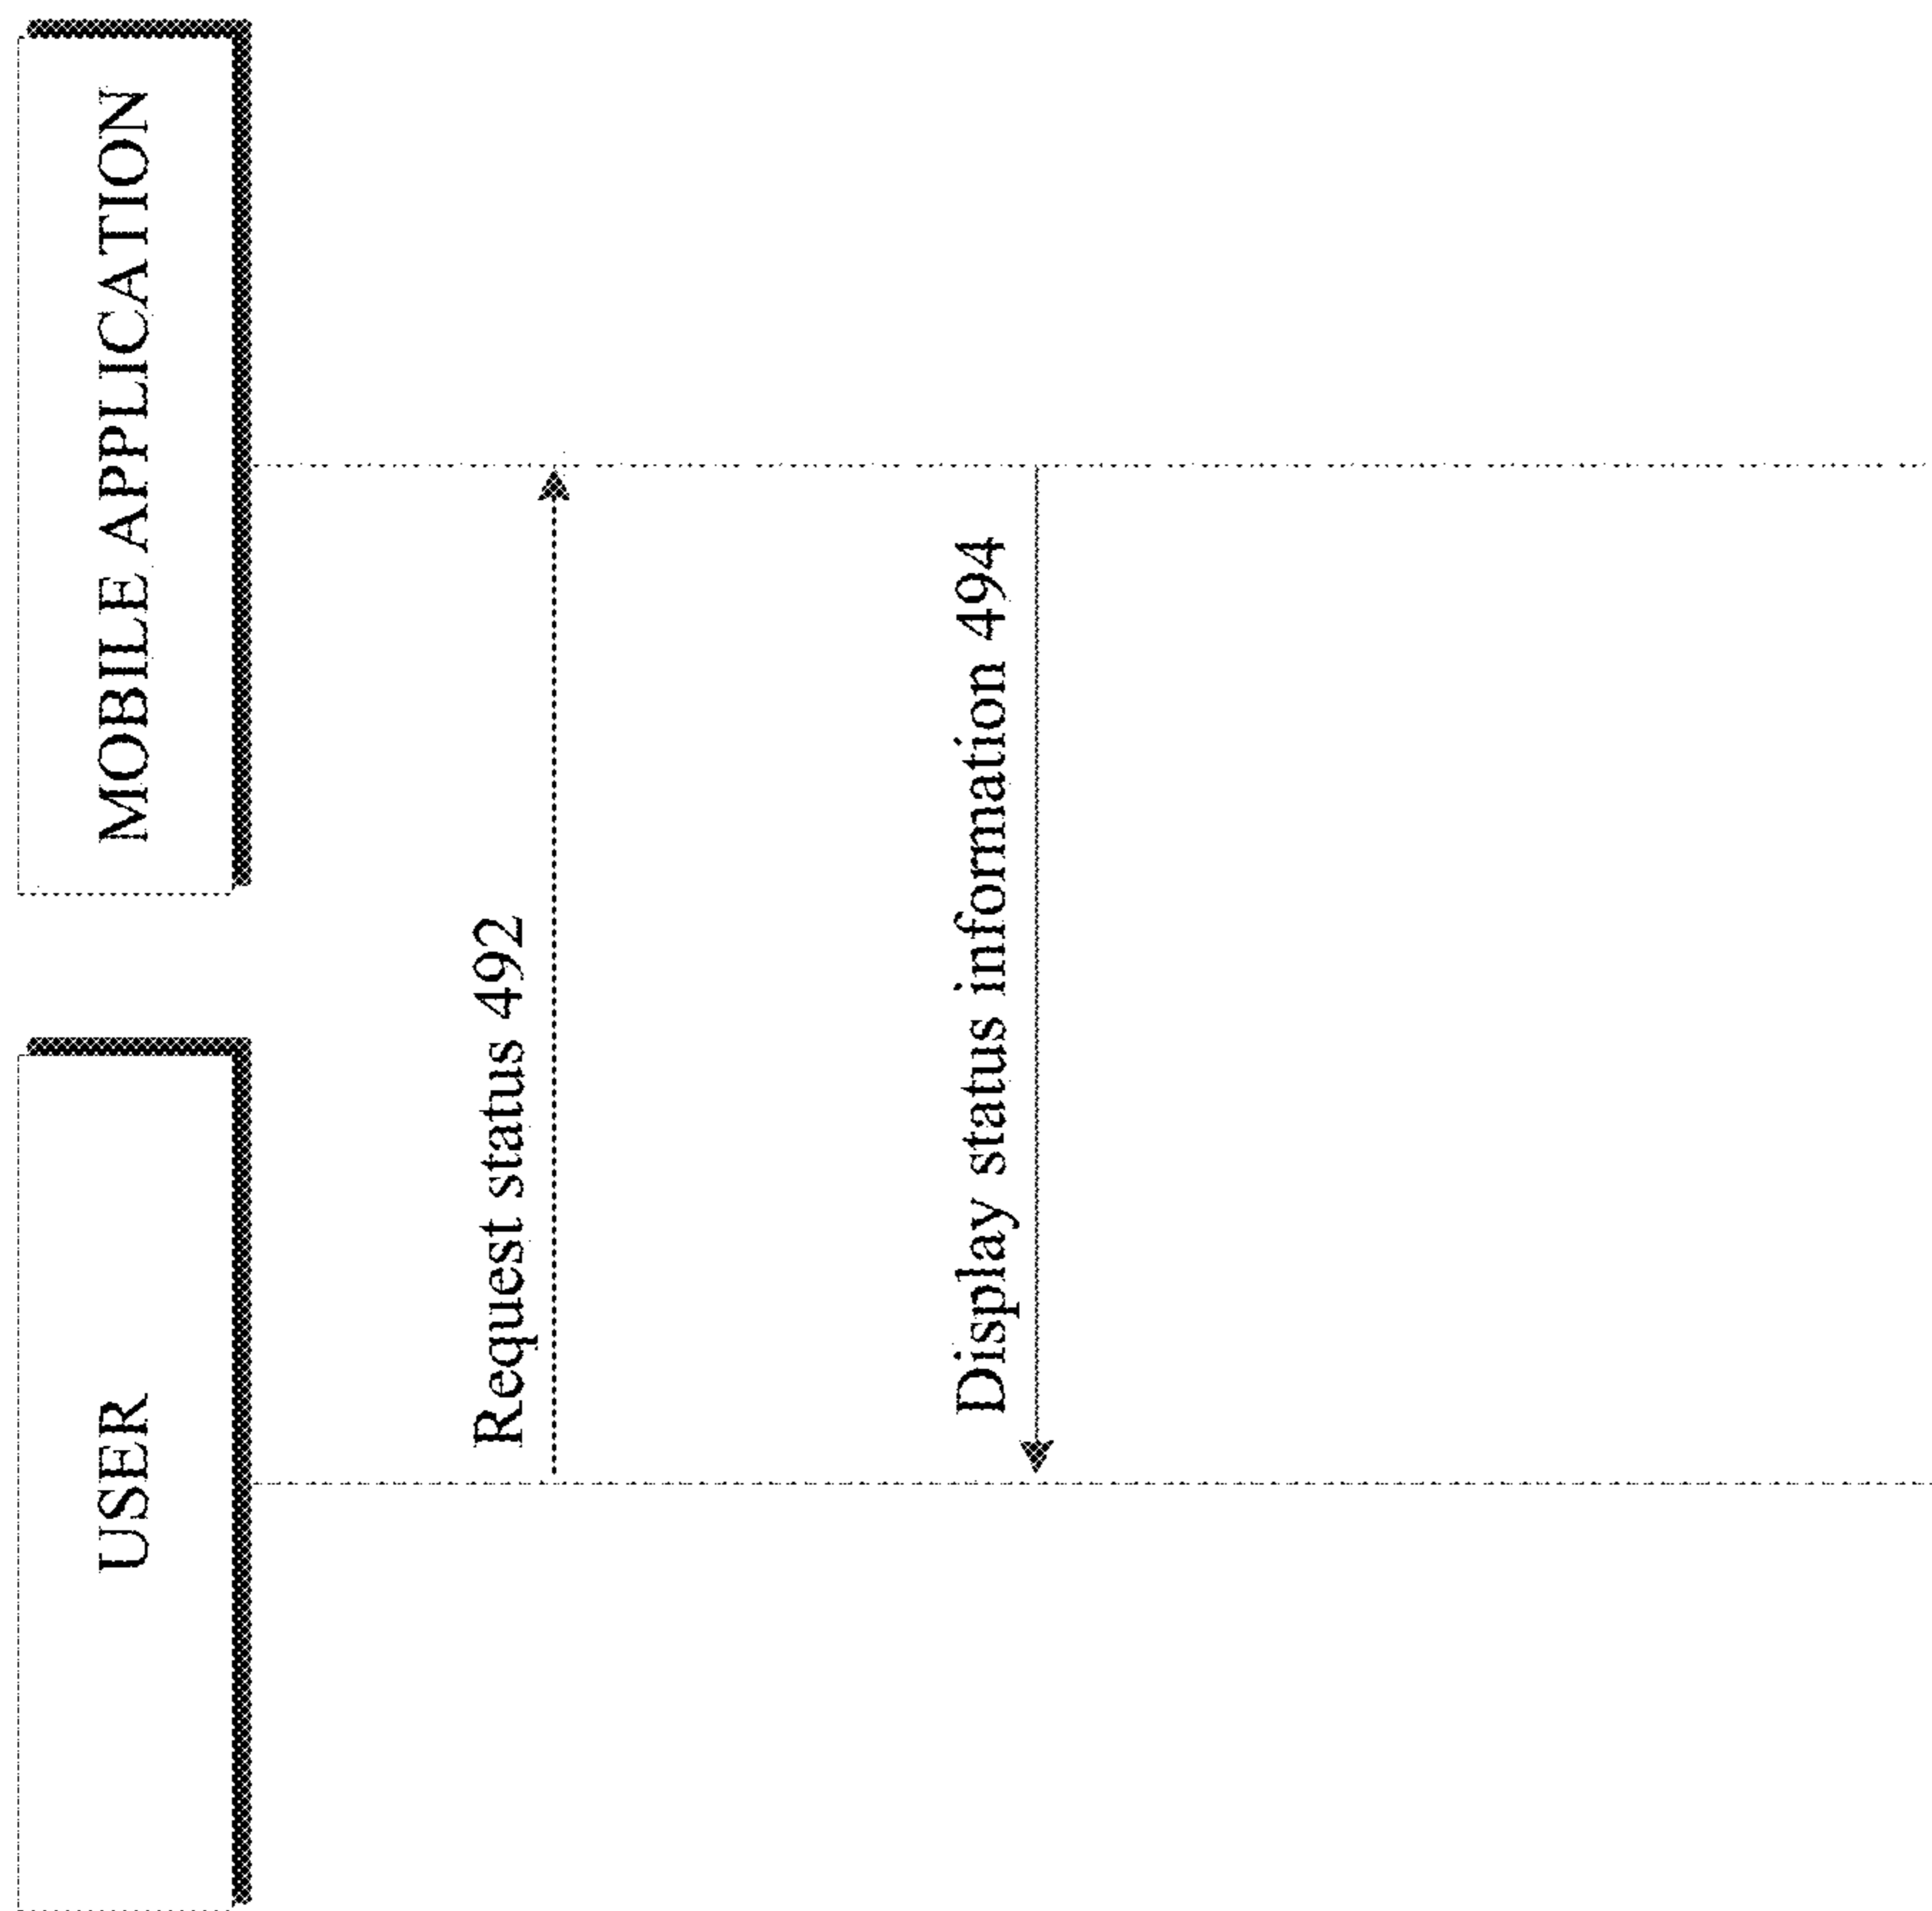 USER
MOBILE APPLICATION
Request status 492
Display status information 494